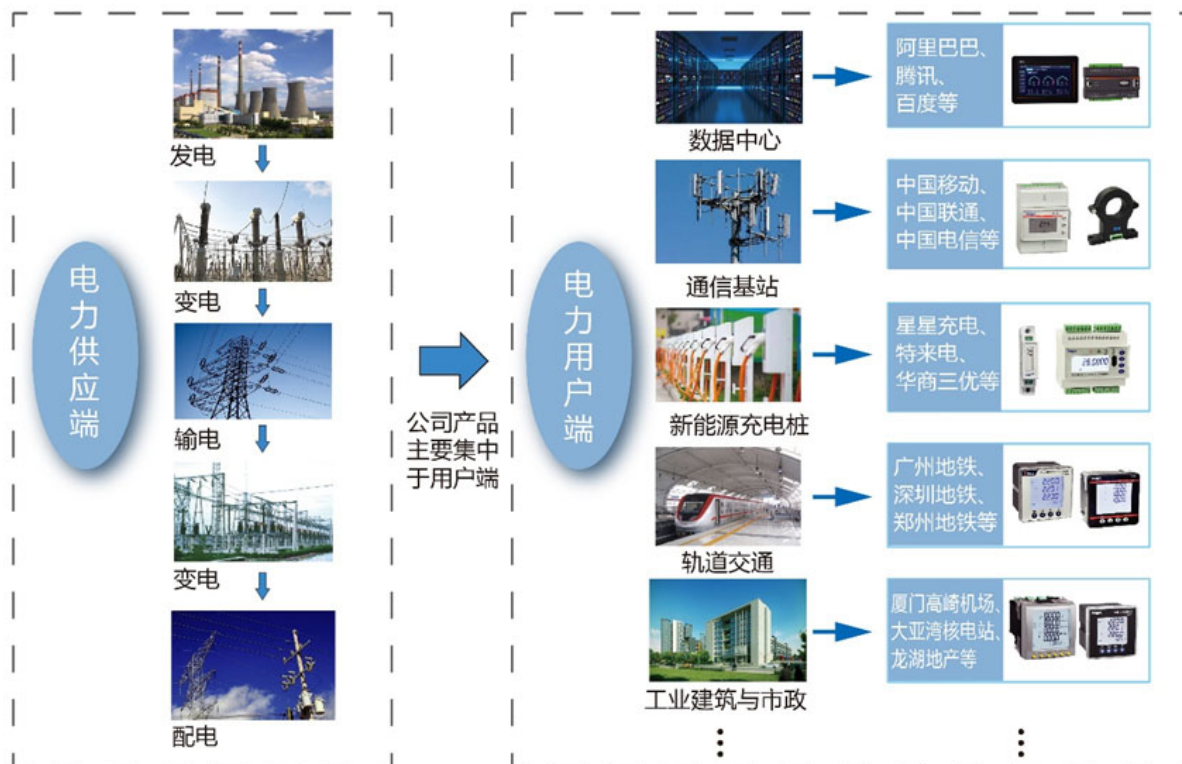 电力供应端
发电
变电
输电
变电
配电
公司产品
主要集中
于用户端
电力用户端
数据中心
阿里巴巴、
腾讯、
百度等
通信基站
中国移动、
中国联通、
中国电信等
新能源充电桩
星星充电、
特来电、
华商三优等
轨道交通
广州地铁、
深圳地铁、
郑州地铁等
工业建筑与市政
厦门高崎机场、
大亚湾核电站、
龙湖地产等